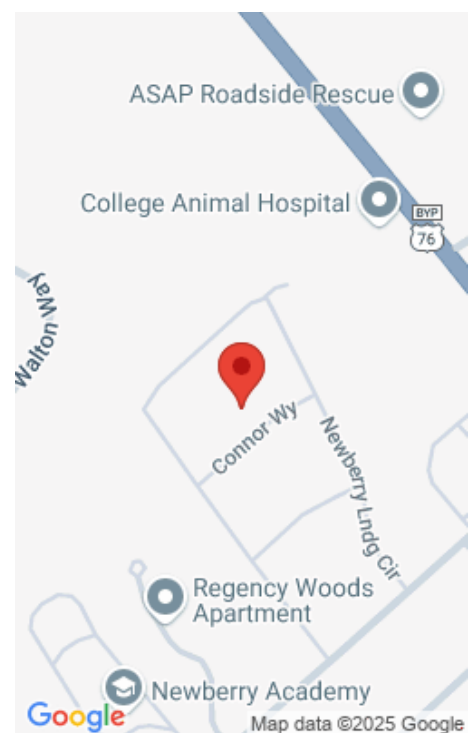 ASAP Roadside Rescue
College Animal Hospital
BYP
76
Walton Way
Connor Wy
Newberry Lndg Cir
Regency Woods
Apartment
Newberry Academy
Google
Map data ©2025 Google